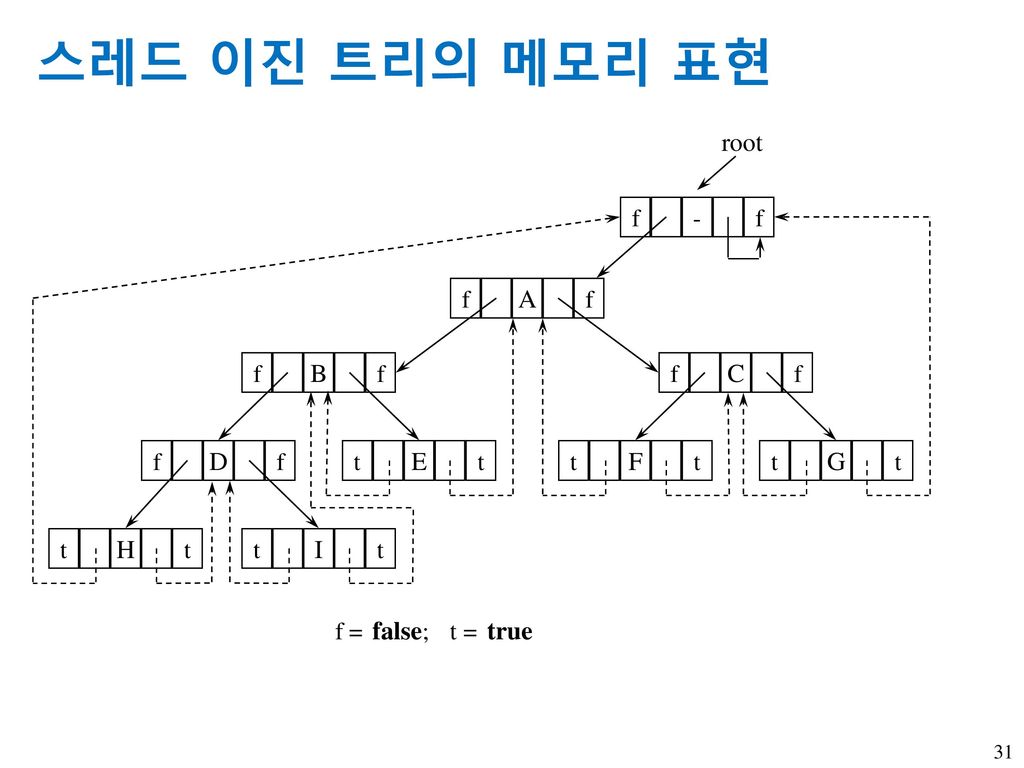 스레드 이진 트리의 메모리 표현
root
f - f
f A f
f B f f C f
f D f t E t t F t t G t
t H t t I t
f = false; t = true
31